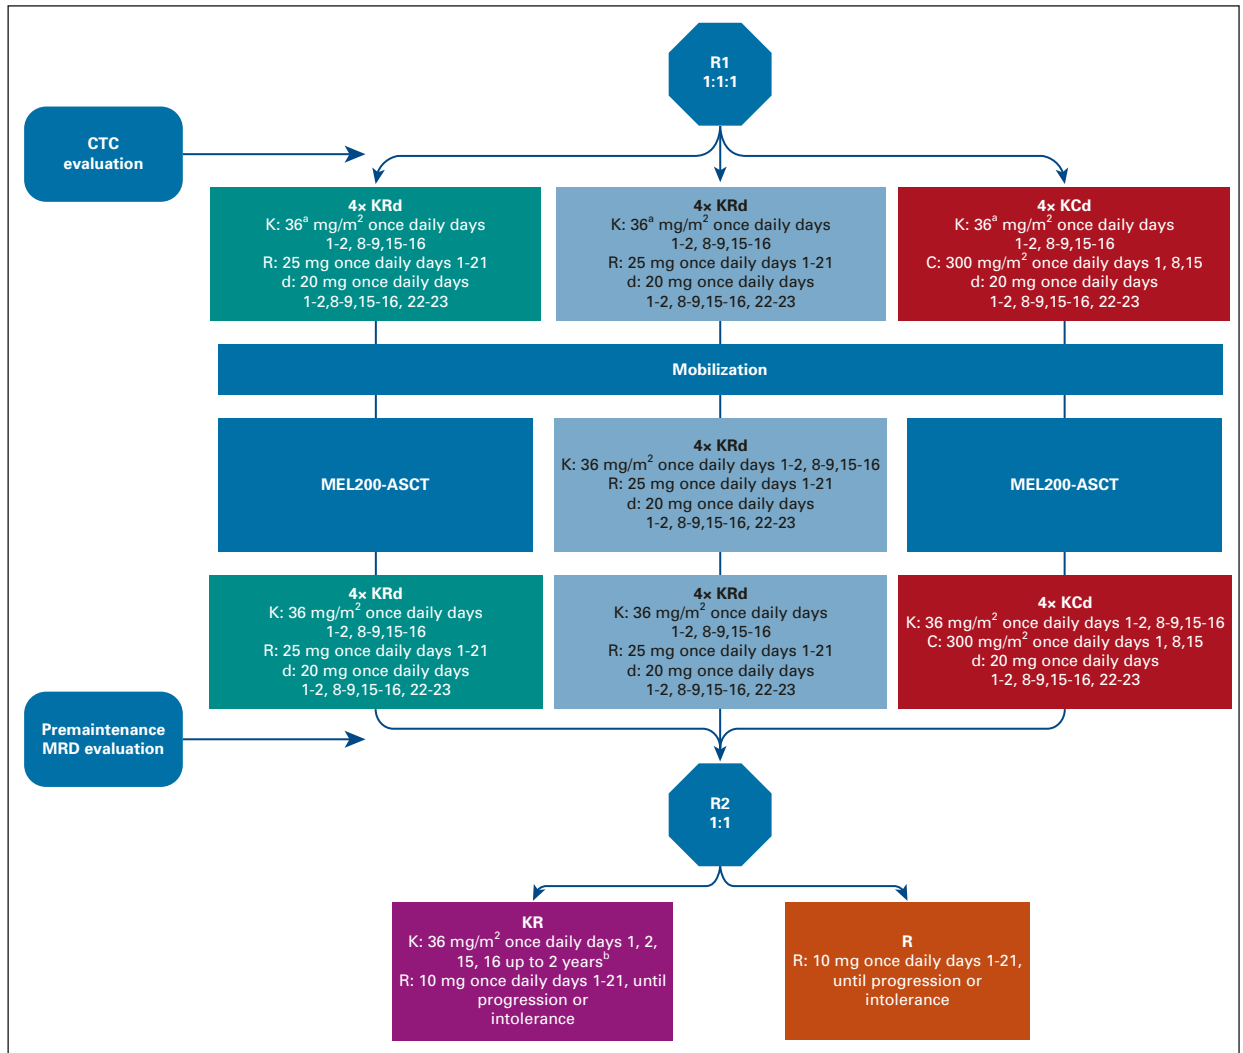 R1
1:1:1
CTC
evaluation
4× KRd
K: 36ᵃ mg/m² once daily days
1-2, 8-9,15-16
R: 25 mg once daily days 1-21
d: 20 mg once daily days
1-2,8-9,15-16, 22-23
4× KRd
K: 36ᵃ mg/m² once daily days
1-2, 8-9,15-16
R: 25 mg once daily days 1-21
d: 20 mg once daily days
1-2, 8-9,15-16, 22-23
4× KCd
K: 36ᵃ mg/m² once daily days
1-2, 8-9,15-16
C: 300 mg/m² once daily days 1, 8,15
d: 20 mg once daily days
1-2, 8-9,15-16, 22-23
Mobilization
MEL200-ASCT
4× KRd
K: 36 mg/m² once daily days 1-2, 8-9,15-16
R: 25 mg once daily days 1-21
d: 20 mg once daily days
1-2, 8-9,15-16, 22-23
MEL200-ASCT
4× KRd
K: 36 mg/m² once daily days
1-2, 8-9,15-16
R: 25 mg once daily days 1-21
d: 20 mg once daily days
1-2, 8-9,15-16, 22-23
4× KRd
K: 36 mg/m² once daily days
1-2, 8-9,15-16
R: 25 mg once daily days 1-21
d: 20 mg once daily days
1-2, 8-9,15-16, 22-23
4× KCd
K: 36 mg/m² once daily days 1-2, 8-9,15-16
C: 300 mg/m² once daily days 1, 8,15
d: 20 mg once daily days
1-2, 8-9,15-16, 22-23
Premaintenance
MRD evaluation
R2
1:1
KR
K: 36 mg/m² once daily days 1, 2,
15, 16 up to 2 yearsᵇ
R: 10 mg once daily days 1-21, until
progression or
intolerance
R
R: 10 mg once daily days 1-21,
until progression or
intolerance